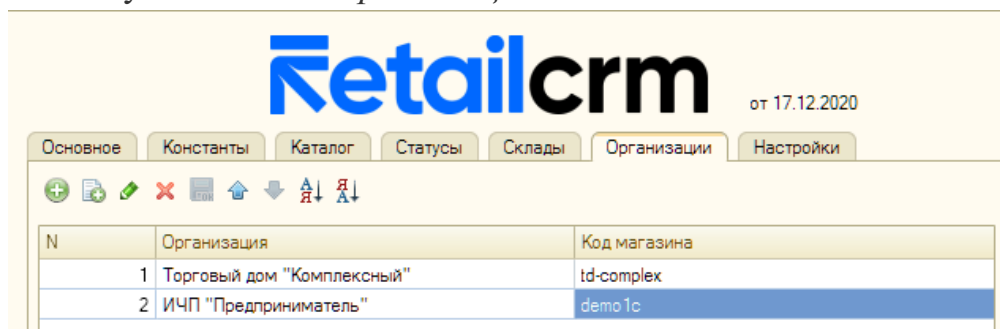 Retailcrm
от 17.12.2020
Основное Константы Каталог Статусы Склады Организации Настройки
N Организация Код магазина
1 Торговый дом "Комплексный" td-complex
2 ИЧП "Предприниматель" demo1c